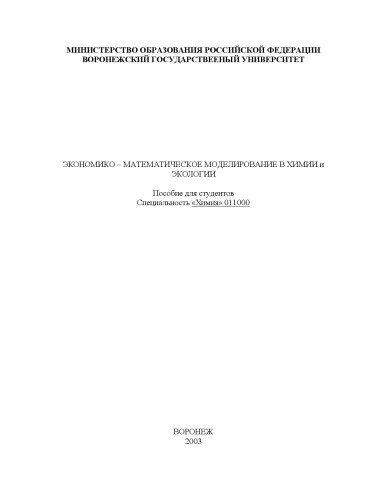 МИНИСТЕРСТВО ОБРАЗОВАНИЯ РОССИЙСКОЙ ФЕДЕРАЦИИ
ВОРОНЕЖСКИЙ ГОСУДАРСТВЕЕНЫЙ УНИВЕРСИТЕТ
ЭКОНОМИКО – МАТЕМАТИЧЕСКОЕ МОДЕЛИРОВАНИЕ В ХИМИИ и
ЭКОЛОГИИ
Пособие для студентов
Специальность «Химия» 011000
ВОРОНЕЖ
2003